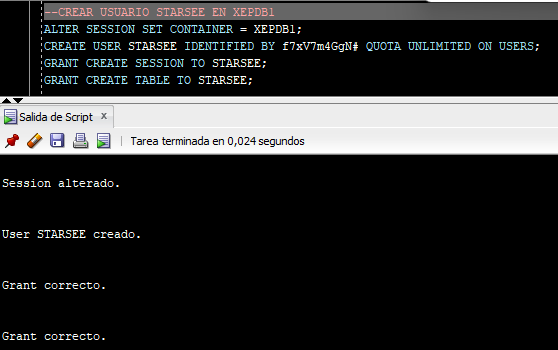 --CREAR USUARIO STARSEE EN XEPDB1
ALTER SESSION SET CONTAINER = XEPDB1;
CREATE USER STARSEE IDENTIFIED BY f7xV7m4GgN# QUOTA UNLIMITED ON USERS;
GRANT CREATE SESSION TO STARSEE;
GRANT CREATE TABLE TO STARSEE;
Salida de Script x
Tarea terminada en 0,024 segundos
Session alterado.
User STARSEE creado.
Grant correcto.
Grant correcto.